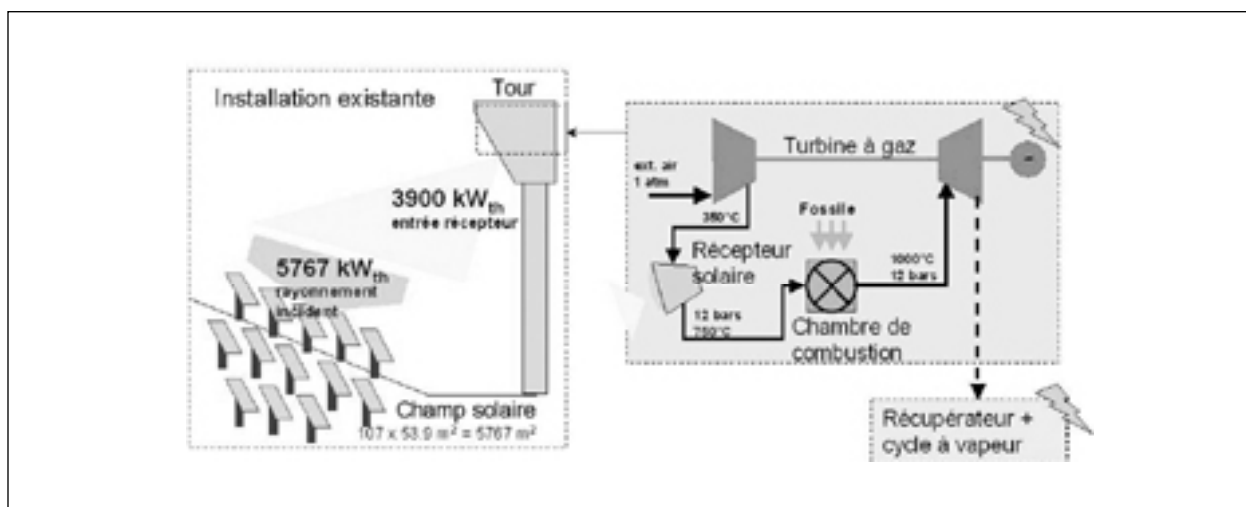 Installation existante
Tour
3900 kWth
entrée récepteur
5767 kWth
rayonnement
incident
Champ solaire
107 x 53.9 m² = 5767 m²
Turbine à gaz
ext. air
1 atm
350°C
Fossile
Récepteur
solaire
1000°C
12 bars
12 bars
750°C
Chambre de
combustion
Récupérateur +
cycle à vapeur